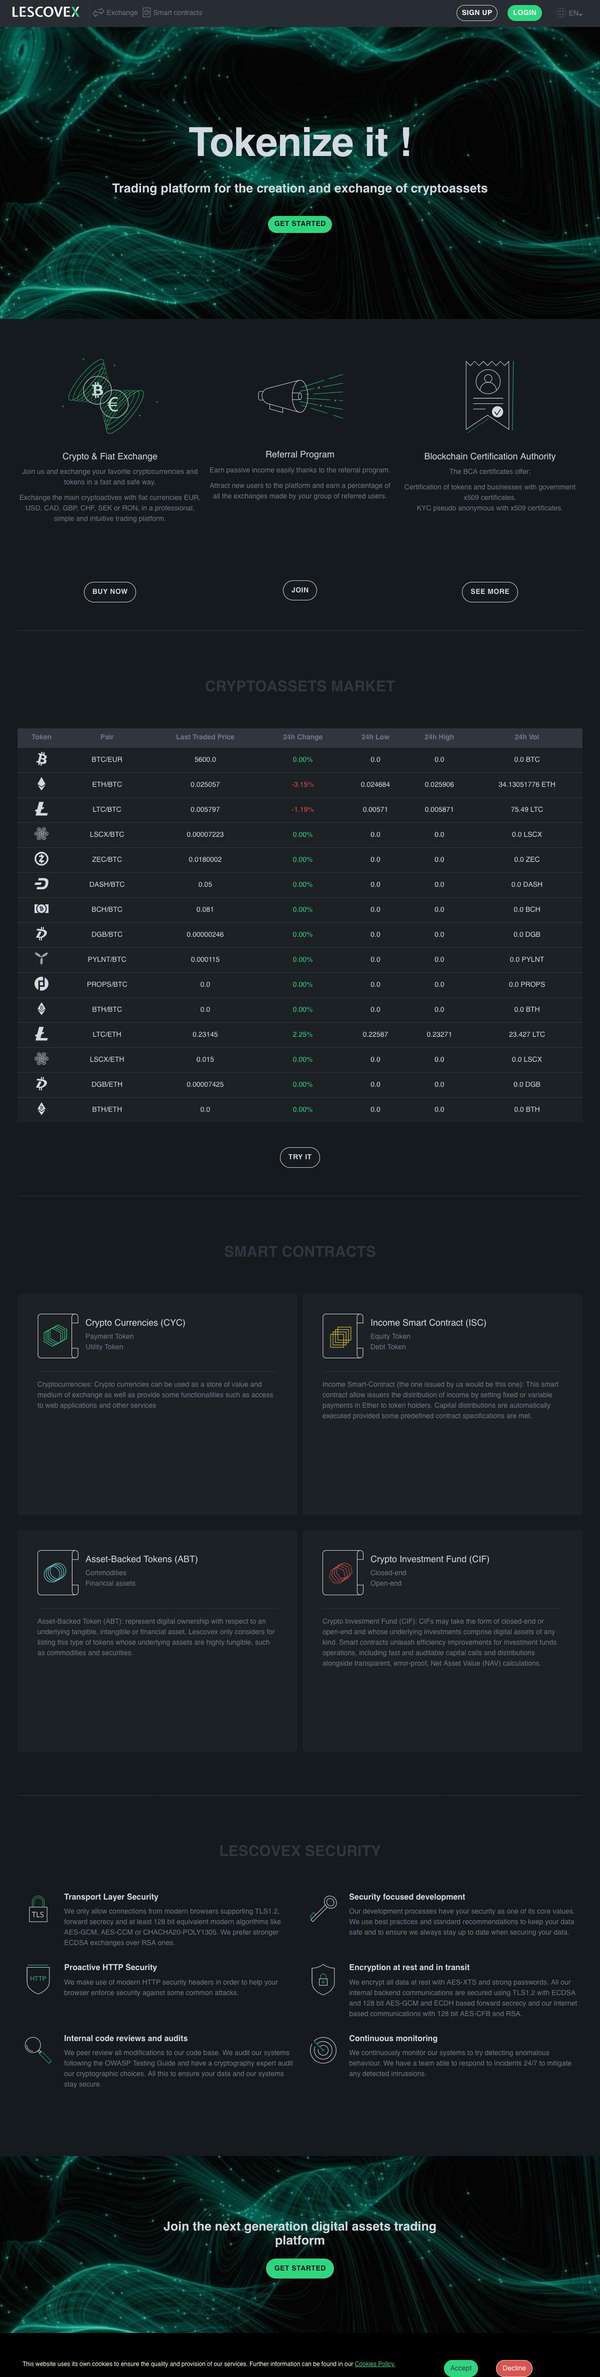 LESCOVEX Exchange Smart contracts SIGN UP LOGIN EN
Tokenize it !
Trading platform for the creation and exchange of cryptoassets
GET STARTED
Crypto & Fiat Exchange
Join us and exchange your favorite cryptocurrencies and
tokens in a fast and safe way.
Exchange the main cryptoactives with fiat currencies EUR,
USD, CAD, GBP, CHF, SEK or RON, in a professional,
simple and intuitive trading platform.
BUY NOW
Referral Program
Earn passive income easily thanks to the referral program.
Attract new users to the platform and earn a percentage of
all the exchanges made by your group of referred users.
JOIN
Blockchain Certification Authority
The BCA certificates offer:
Certification of tokens and businesses with government
x509 certificates.
KYC pseudo anonymous with x509 certificates.
SEE MORE
CRYPTOASSETS MARKET
Token Pair Last Traded Price 24h Change 24h Low 24h High 24h Vol
BTC/EUR 5600.0 0.00% 0.0 0.0 0.0 BTC
ETH/BTC 0.025057 -3.15% 0.024684 0.025906 34.13051776 ETH
LTC/BTC 0.005797 -1.19% 0.00571 0.005871 75.49 LTC
LSCX/BTC 0.00007223 0.00% 0.0 0.0 0.0 LSCX
ZEC/BTC 0.0180002 0.00% 0.0 0.0 0.0 ZEC
DASH/BTC 0.05 0.00% 0.0 0.0 0.0 DASH
BCH/BTC 0.081 0.00% 0.0 0.0 0.0 BCH
DGB/BTC 0.00000246 0.00% 0.0 0.0 0.0 DGB
PYLNT/BTC 0.000115 0.00% 0.0 0.0 0.0 PYLNT
PROPS/BTC 0.0 0.00% 0.0 0.0 0.0 PROPS
BTH/BTC 0.0 0.00% 0.0 0.0 0.0 BTH
LTC/ETH 0.23145 2.25% 0.22587 0.23271 23.427 LTC
LSCX/ETH 0.015 0.00% 0.0 0.0 0.0 LSCX
DGB/ETH 0.00007425 0.00% 0.0 0.0 0.0 DGB
BTH/ETH 0.0 0.00% 0.0 0.0 0.0 BTH
TRY IT
SMART CONTRACTS
Crypto Currencies (CYC)
Payment Token
Utility Token
Cryptocurrencies: Crypto currencies can be used as a store of value and
medium of exchange as well as provide some functionalities such as access
to web applications and other services
Income Smart Contract (ISC)
Equity Token
Debt Token
Income Smart-Contract (the one issued by us would be this one): This smart
contract allow issuers the distribution of income by setting fixed or variable
payments in Ether to token holders. Capital distributions are automatically
executed provided some predefined contract specifications are met.
Asset-Backed Tokens (ABT)
Commodities
Financial assets
Asset-Backed Token (ABT): represent digital ownership with respect to an
underlying tangible, intangible or financial asset. Lescovex only considers for
listing this type of tokens whose underlying assets are highly fungible, such
as commodities and securities.
Crypto Investment Fund (CIF)
Closed-end
Open-end
Crypto Investment Fund (CIF): CIFs may take the form of closed-end or
open-end and whose underlying investments comprise digital assets of any
kind. Smart contracts unleash efficiency improvements for investment funds
operations, including fast and auditable capital calls and distributions
alongside transparent, error-proof, Net Asset Value (NAV) calculations.
LESCOVEX SECURITY
TLS
Transport Layer Security
We only allow connections from modern browsers supporting TLS1.2,
forward secrecy and at least 128 bit equivalent modern algorithms like
AES-GCM, AES-CCM or CHACHA20-POLY1305. We prefer stronger
ECDSA exchanges over RSA ones.
Security focused development
Our development processes have your security as one of its core values.
We use best practices and standard recommendations to keep your data
safe and to ensure we always stay up to date when securing your data.
HTTP
Proactive HTTP Security
We make use of modern HTTP security headers in order to help your
browser enforce security against some common attacks.
Encryption at rest and in transit
We encrypt all data at rest with AES-XTS and strong passwords. All our
internal backend communications are secured using TLS1.2 with ECDSA
and 128 bit AES-GCM and ECDH based forward secrecy and our internet
based communications with 128 bit AES-CFB and RSA.
Internal code reviews and audits
We peer review all modifications to our code base. We audit our systems
following the OWASP Testing Guide and have a cryptography expert audit
our cryptographic choices. All this to ensure your data and our systems
stay secure.
Continuous monitoring
We continuously monitor our systems to try detecting anomalous
behaviour. We have a team able to respond to incidents 24/7 to mitigate
any detected intrussions.
Join the next generation digital assets trading
platform
GET STARTED
This website uses its own cookies to ensure the quality and provision of our services. Further information can be found in our Cookies Policy.
Accept Decline